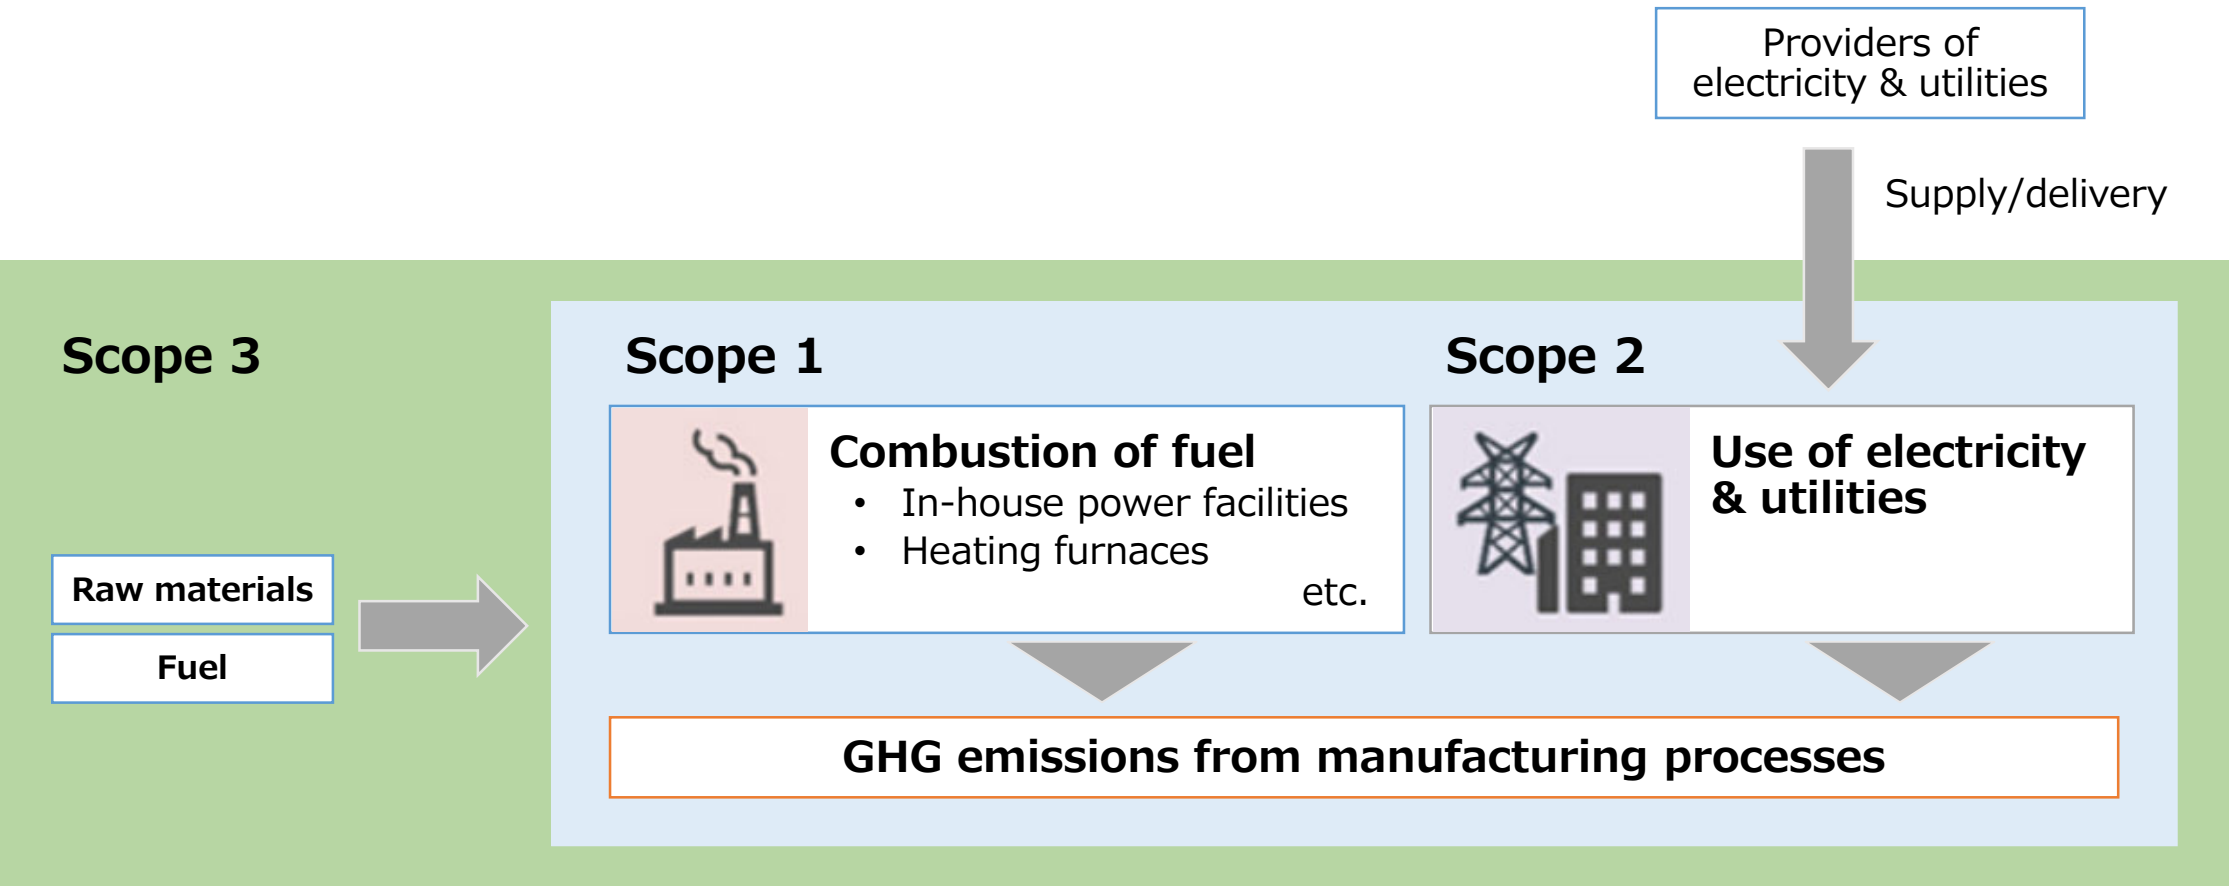 Providers of
electricity & utilities
Supply/delivery
Scope 3
Scope 1
Scope 2
Combustion of fuel
• In-house power facilities
• Heating furnaces
etc.
Use of electricity
& utilities
Raw materials
Fuel
GHG emissions from manufacturing processes